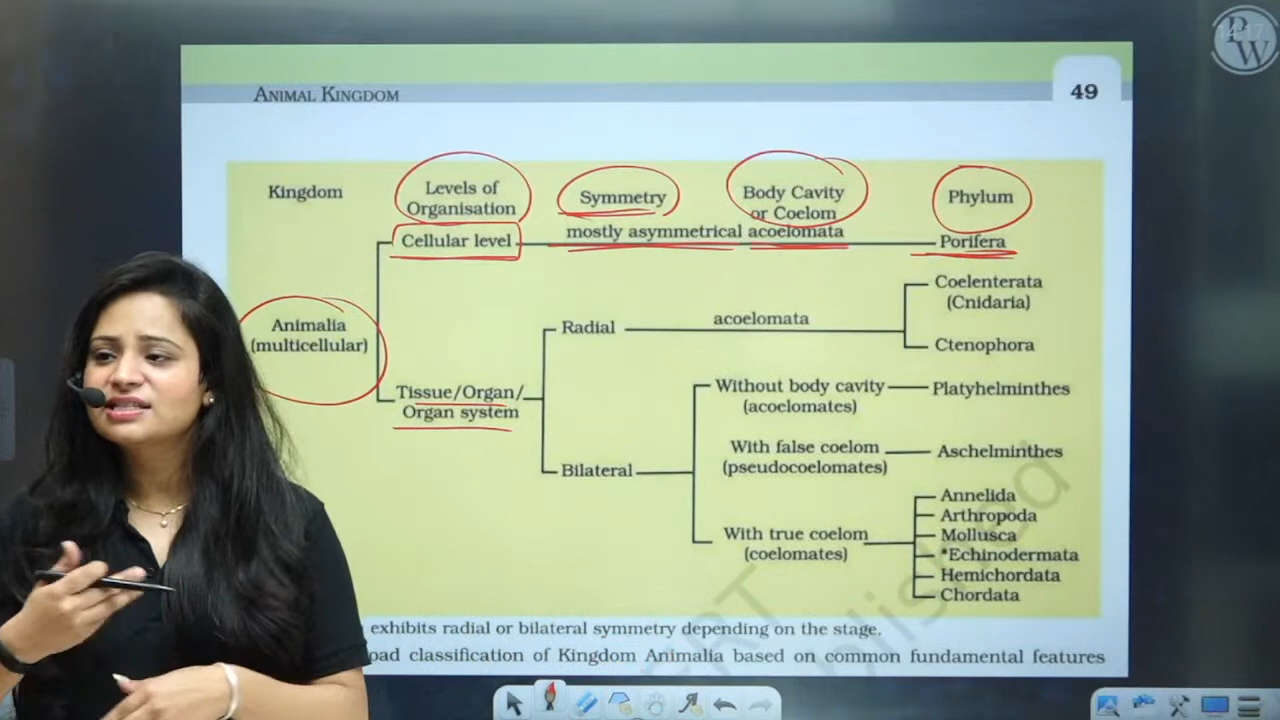 PW
14:17
ANIMAL KINGDOM
49
Kingdom
Levels of
Organisation
Symmetry
Body Cavity
or Coelom
Phylum
Cellular level
mostly asymmetrical acoelomata
Porifera
Animalia
(multicellular)
Tissue/Organ/
Organ system
Radial
acoelomata
Coelenterata
(Cnidaria)
Ctenophora
Bilateral
Without body cavity
(acoelomates)
Platyhelminthes
With false coelom
(pseudocoelomates)
Aschelminthes
With true coelom
(coelomates)
Annelida
Arthropoda
Mollusca
*Echinodermata
Hemichordata
Chordata
exhibits radial or bilateral symmetry depending on the stage.
oad classification of Kingdom Animalia based on common fundamental features